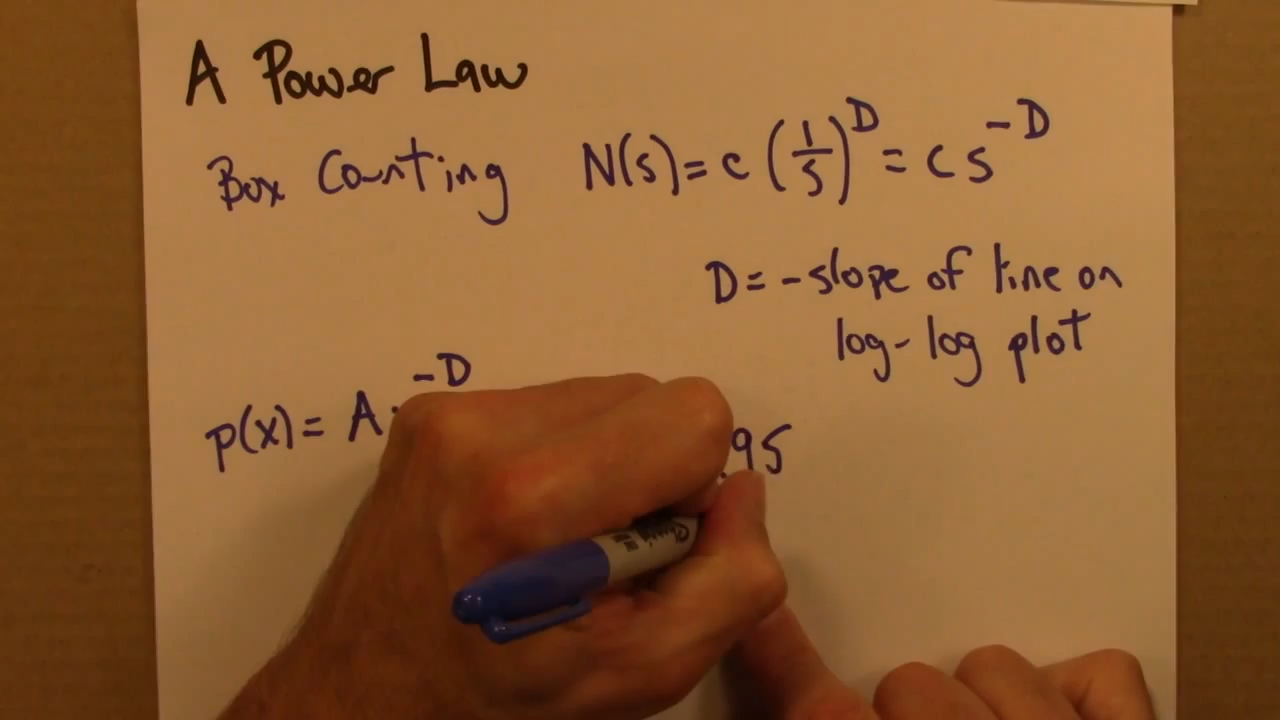 A Power Law
Box Counting N(s) = c (1/s)^D = c s^-D
D = - slope of line on
log-log plot
p(x) = A -D
.95